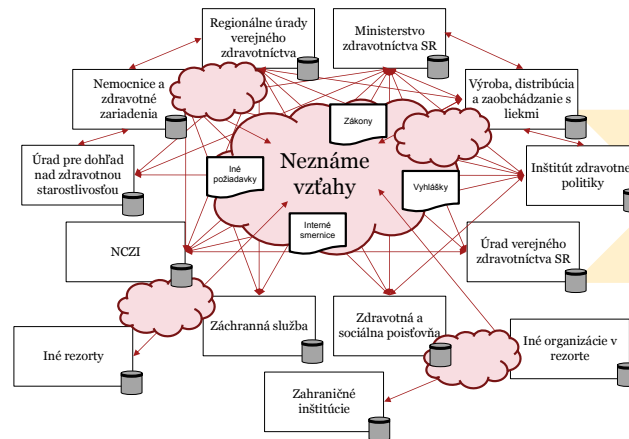 Regionálne úrady
verejného
zdravotníctva
Ministerstvo
zdravotníctva SR
Nemocnice a
zdravotné
zariadenia
Výroba, distribúcia
a zaobchádzanie s
liekmi
Zákony
Úrad pre dohľad
nad zdravotnou
starostlivosťou
Iné
požiadavky
Neznáme
vzťahy
Vyhlášky
Inštitút zdravotnej
politiky
Interné
smernice
NCZI
Úrad verejného
zdravotníctva SR
Záchranná služba
Zdravotná a
sociálna poisťovňa
Iné rezorty
Iné organizácie v
rezorte
Zahraničné
inštitúcie